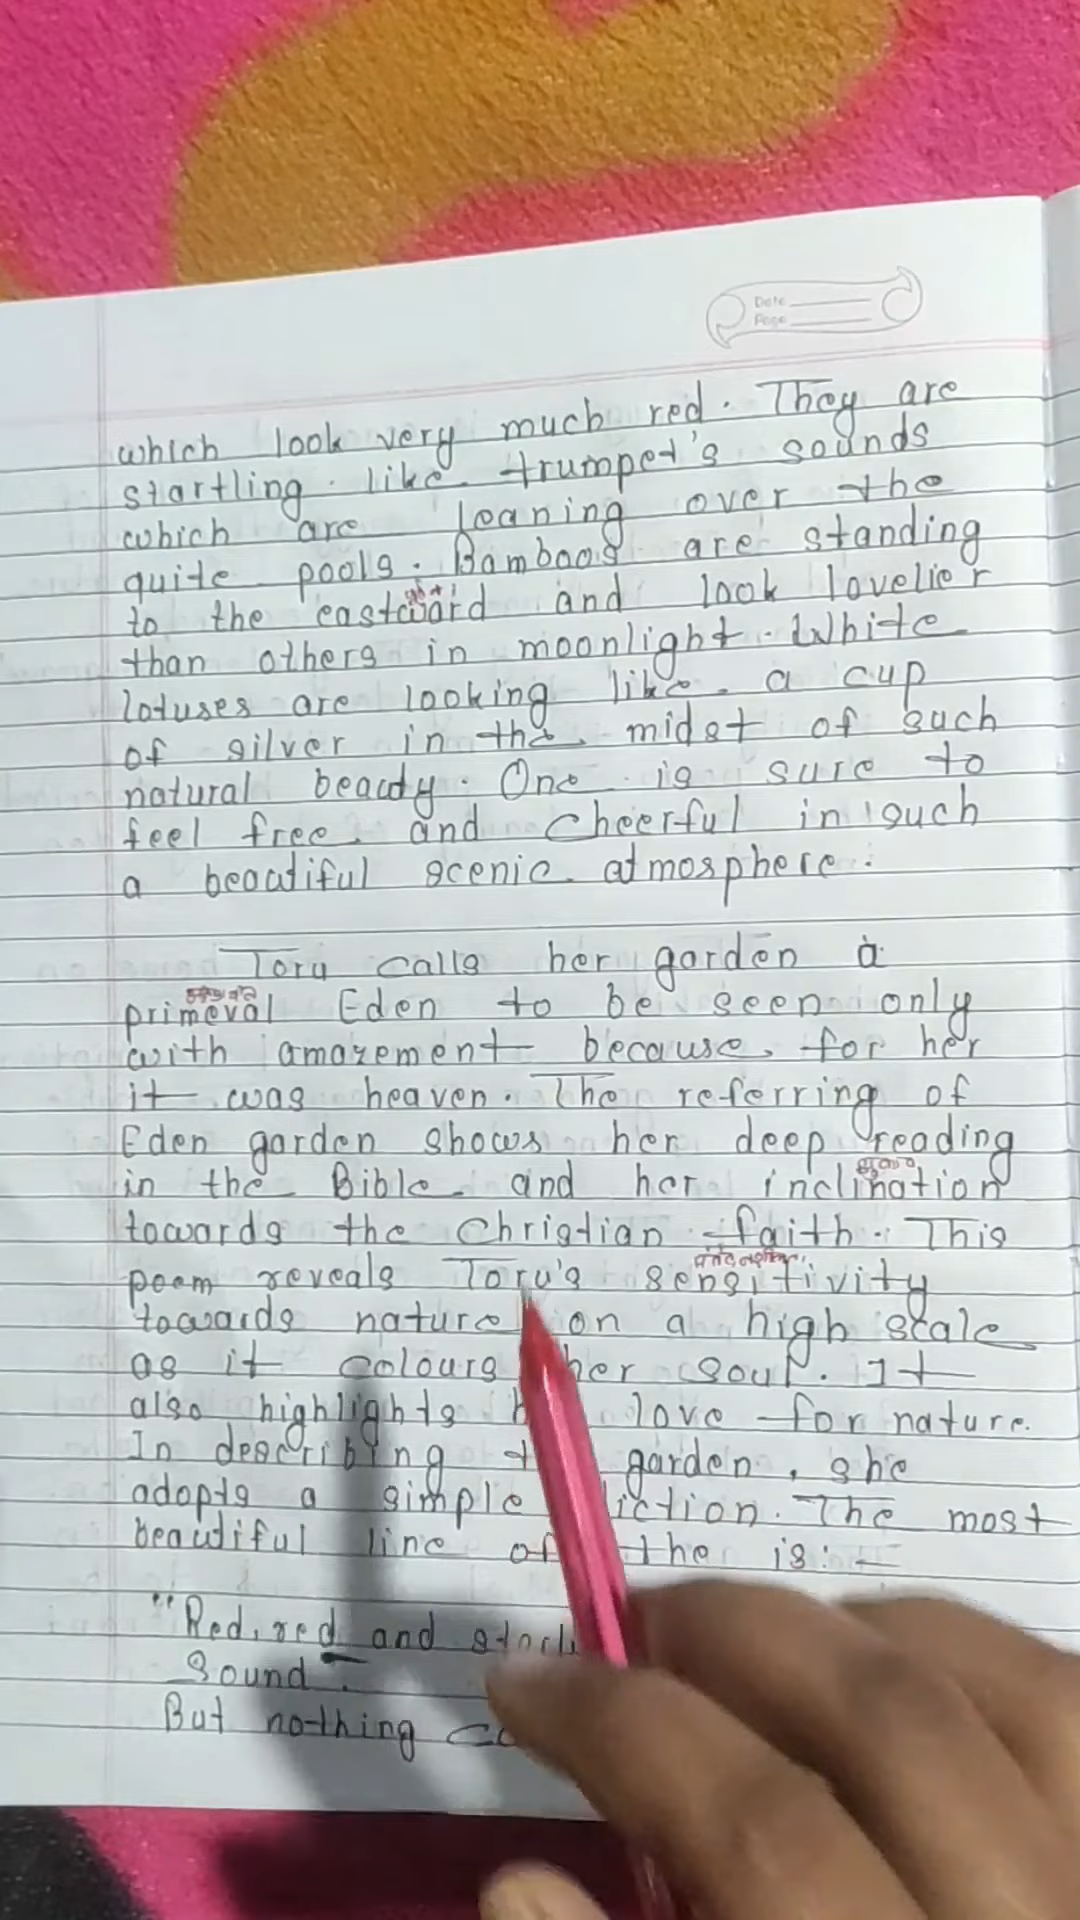 Date
Page
which look very much red. They are
startling like trumpet's sounds
which are leaning over the
quite pools. Bamboos are standing
to the eastward and look lovelier
than others in moonlight. White
lotuses are looking like a cup
of silver in the midst of such
natural beauty. One is sure to
feel free and cheerful in such
a beautiful scenic atmosphere.
Toru calls her garden a
primeval Eden to be seen only
with amazement because for her
it was heaven. The referring of
Eden garden shows her deep reading
in the Bible and her inclination
towards the Christian faith. This
poem reveals Toru's sensitivity
towards nature on a high scale
as it colours her soul. It
also highlights love for nature.
In describing garden, she
adopts a simple diction. The most
beautiful line of the is: -
"Red, red and
sound
But nothing